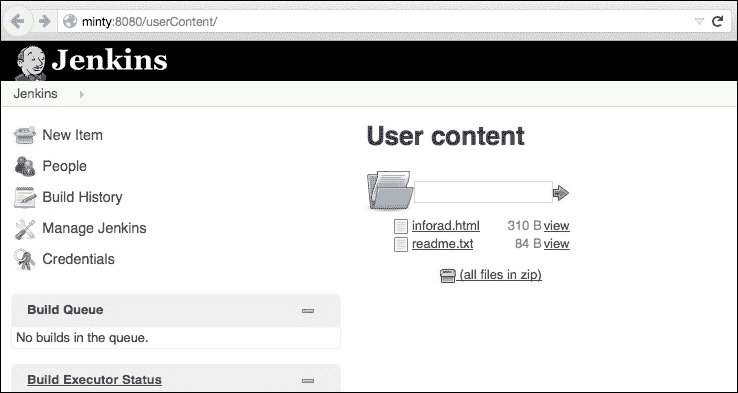 minty:8080/userContent/
Jenkins
Jenkins
New Item
People
Build History
Manage Jenkins
Credentials
Build Queue
No builds in the queue.
Build Executor Status
User content
inforad.html 310 B view
readme.txt 84 B view
(all files in zip)